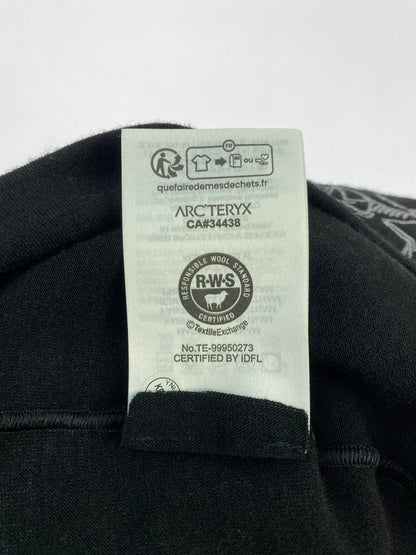 FR
OU
quefairedemesdechets.fr
ARC'TERYX
CA#34438
RESPONSIBLE WOOL STANDARD
R·W·S
CERTIFIED
©TextileExchange
No.TE-99950273
CERTIFIED BY IDFL